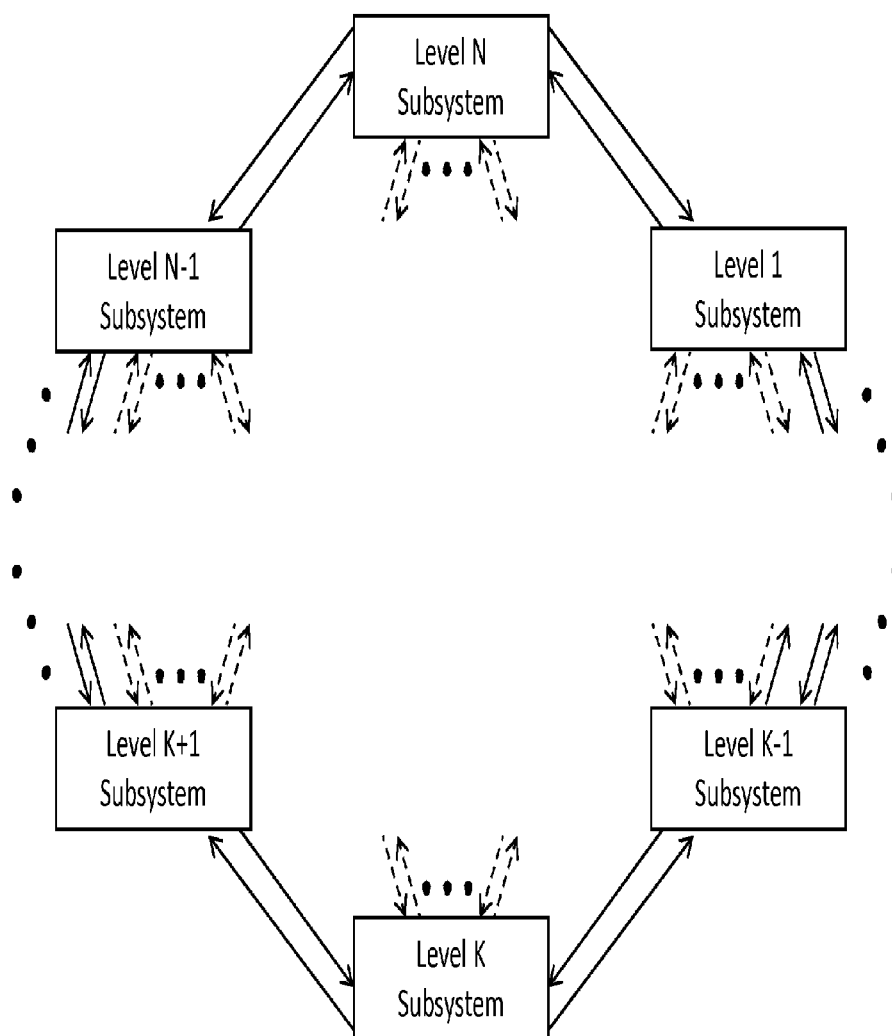 Level N
Subsystem
Level N-1
Subsystem
Level 1
Subsystem
Level K+1
Subsystem
Level K-1
Subsystem
Level K
Subsystem